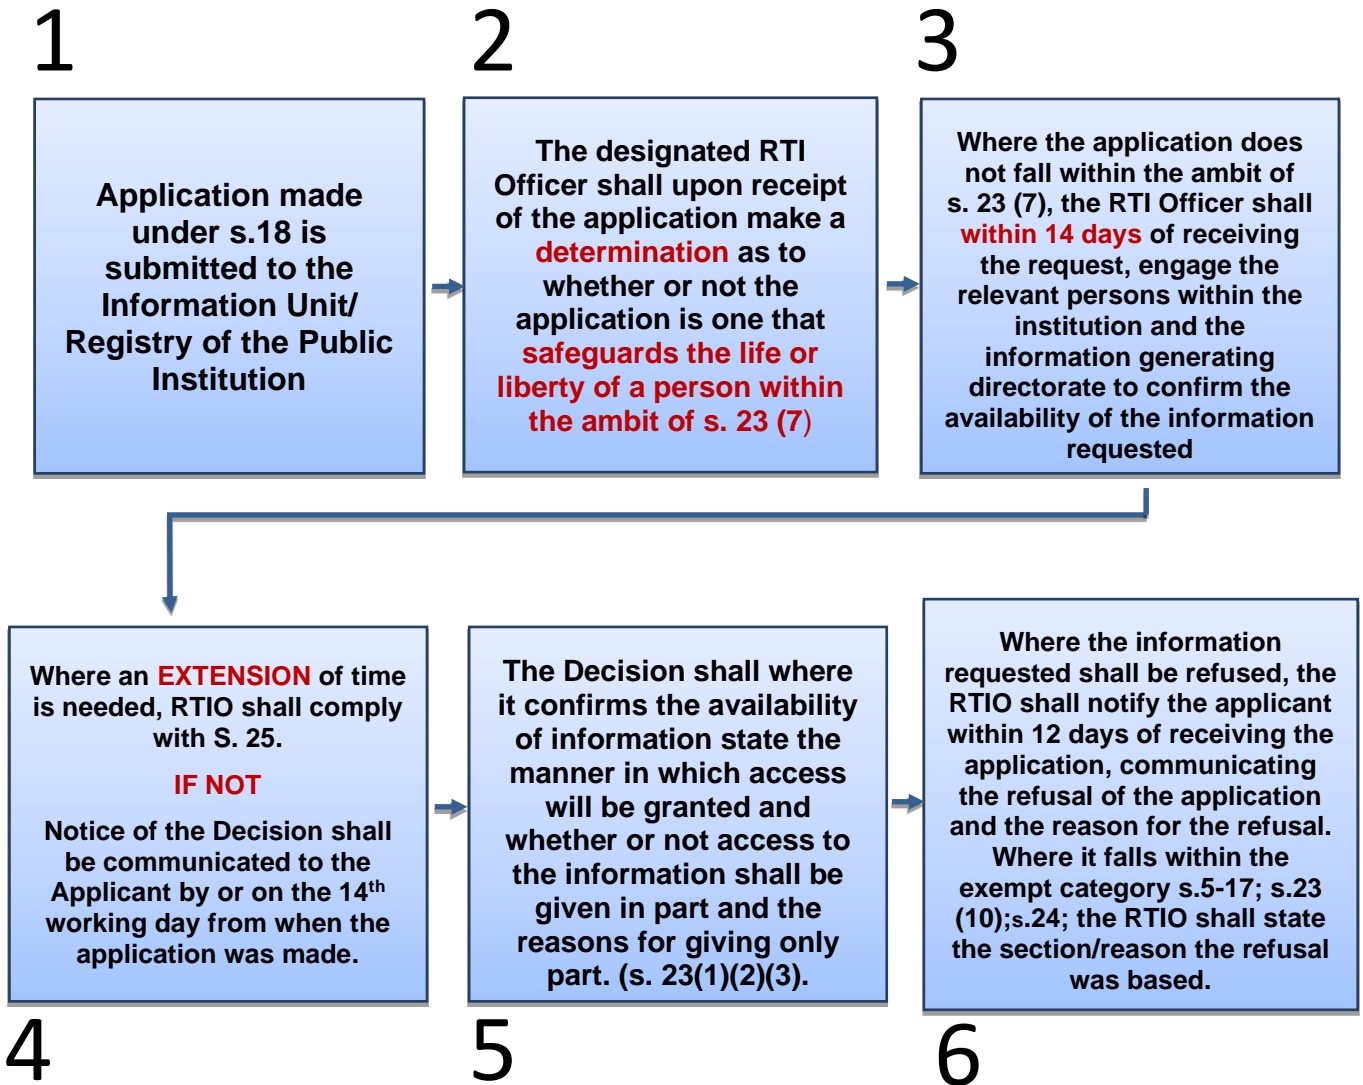 1
Application made
under s.18 is
submitted to the
Information Unit/
Registry of the Public
Institution
2
The designated RTI
Officer shall upon receipt
of the application make a
determination as to
whether or not the
application is one that
safeguards the life or
liberty of a person within
the ambit of s. 23 (7)
3
Where the application does
not fall within the ambit of
s. 23 (7), the RTI Officer shall
within 14 days of receiving
the request, engage the
relevant persons within the
institution and the
information generating
directorate to confirm the
availability of the information
requested
Where an EXTENSION of time
is needed, RTIO shall comply
with S. 25.
IF NOT
Notice of the Decision shall
be communicated to the
Applicant by or on the 14th
working day from when the
application was made.
4
The Decision shall where
it confirms the availability
of information state the
manner in which access
will be granted and
whether or not access to
the information shall be
given in part and the
reasons for giving only
part. (s. 23(1)(2)(3).
5
Where the information
requested shall be refused, the
RTIO shall notify the applicant
within 12 days of receiving the
application, communicating
the refusal of the application
and the reason for the refusal.
Where it falls within the
exempt category s.5-17; s.23
(10);s.24; the RTIO shall state
the section/reason the refusal
was based.
6